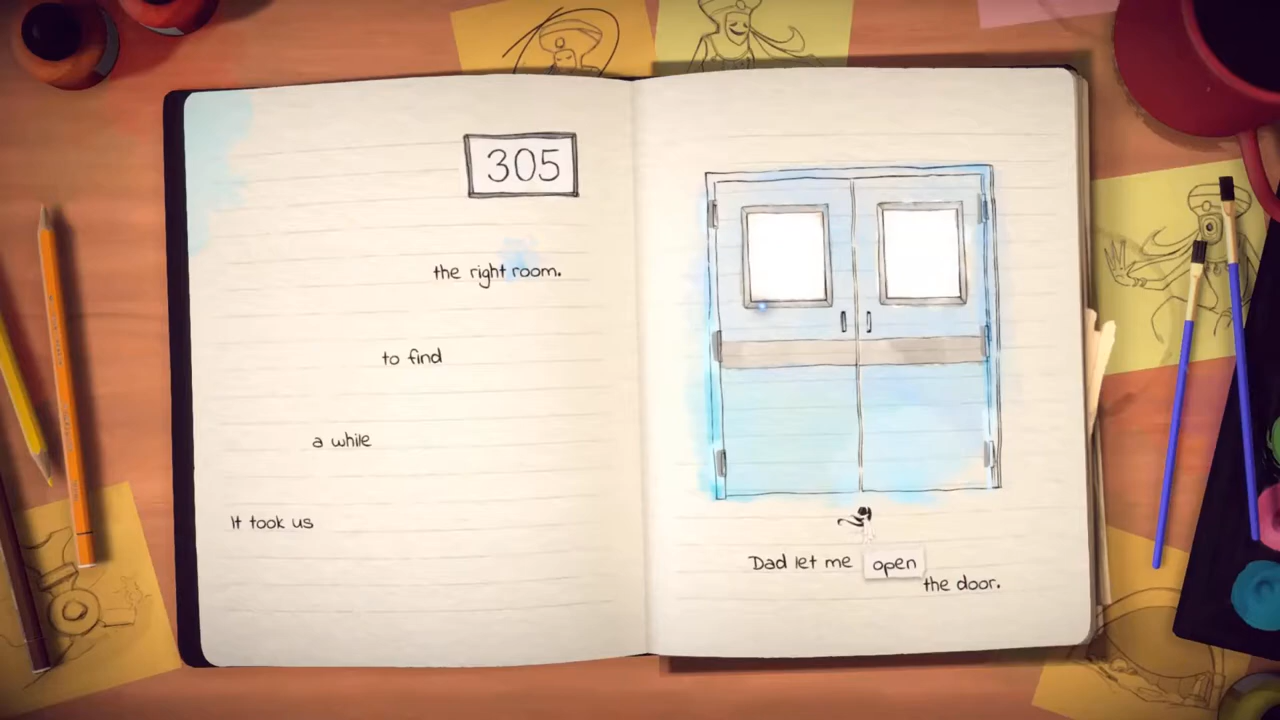 It took us
a while
to find
the right room.
305
Dad let me open
the door.